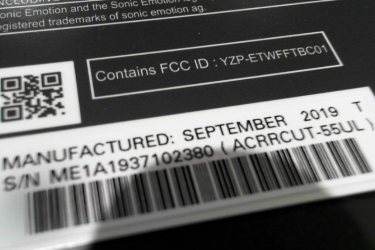 Sonic Emotion and the Sonic Emotion
registered trademarks of sonic emotion ag.
Contains FCC ID : YZP-ETWFFTBC01
MANUFACTURED: SEPTEMBER 2019 T
S/N ME1A1937102380 ( ACRRCUT-55UL )